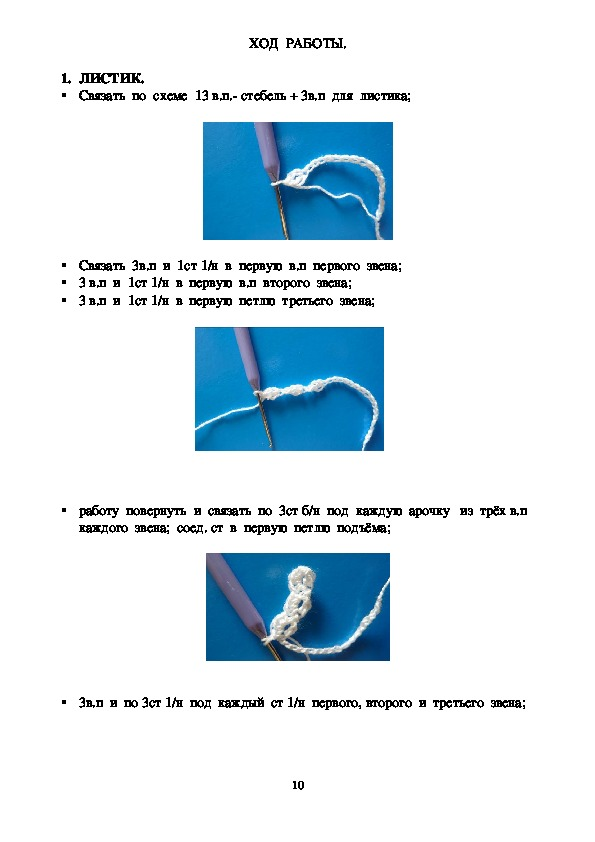 ХОД РАБОТЫ.
1. ЛИСТИК.
▪ Связать по схеме 13 в.п.- стебель + 3в.п для листика;
▪ Связать 3в.п и 1ст 1/н в первую в.п первого звена;
▪ 3 в.п и 1ст 1/н в первую в.п второго звена;
▪ 3 в.п и 1ст 1/н в первую петлю третьего звена;
▪ работу повернуть и связать по 3ст б/н под каждую арочку из трёх в.п
каждого звена; соед. ст в первую петлю подъёма;
▪ 3в.п и по 3ст 1/н под каждый ст 1/н первого, второго и третьего звена;
10